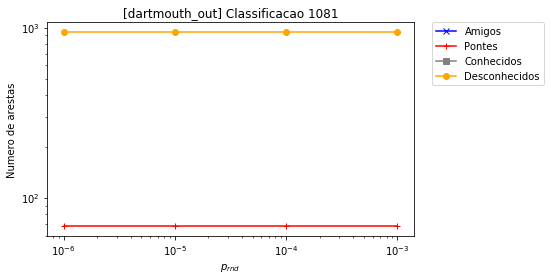 [dartmouth_out] Classificacao 1081
Numero de arestas
10³
10²
10⁻⁶
10⁻⁵
10⁻⁴
10⁻³
p_rnd
Amigos
Pontes
Conhecidos
Desconhecidos